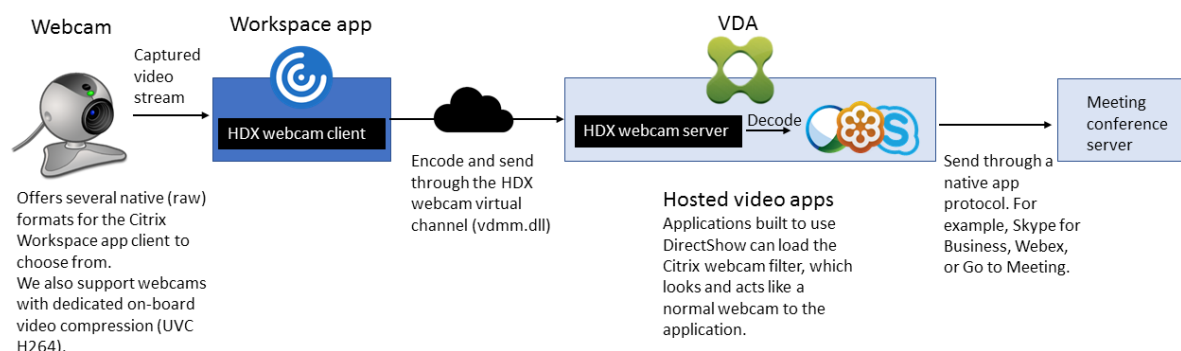 Webcam
Captured
video
stream
Offers several native (raw)
formats for the Citrix
Workspace app client to
choose from.
We also support webcams
with dedicated on-board
video compression (UVC
H264).
Workspace app
HDX webcam client
Encode and send
through the HDX
webcam virtual
channel (vdmm.dll)
VDA
HDX webcam server
Decode
S
Hosted video apps
Applications built to use
DirectShow can load the
Citrix webcam filter, which
looks and acts like a
normal webcam to the
application.
Send through a
native app
protocol. For
example, Skype for
Business, Webex,
or Go to Meeting.
Meeting
conference
server